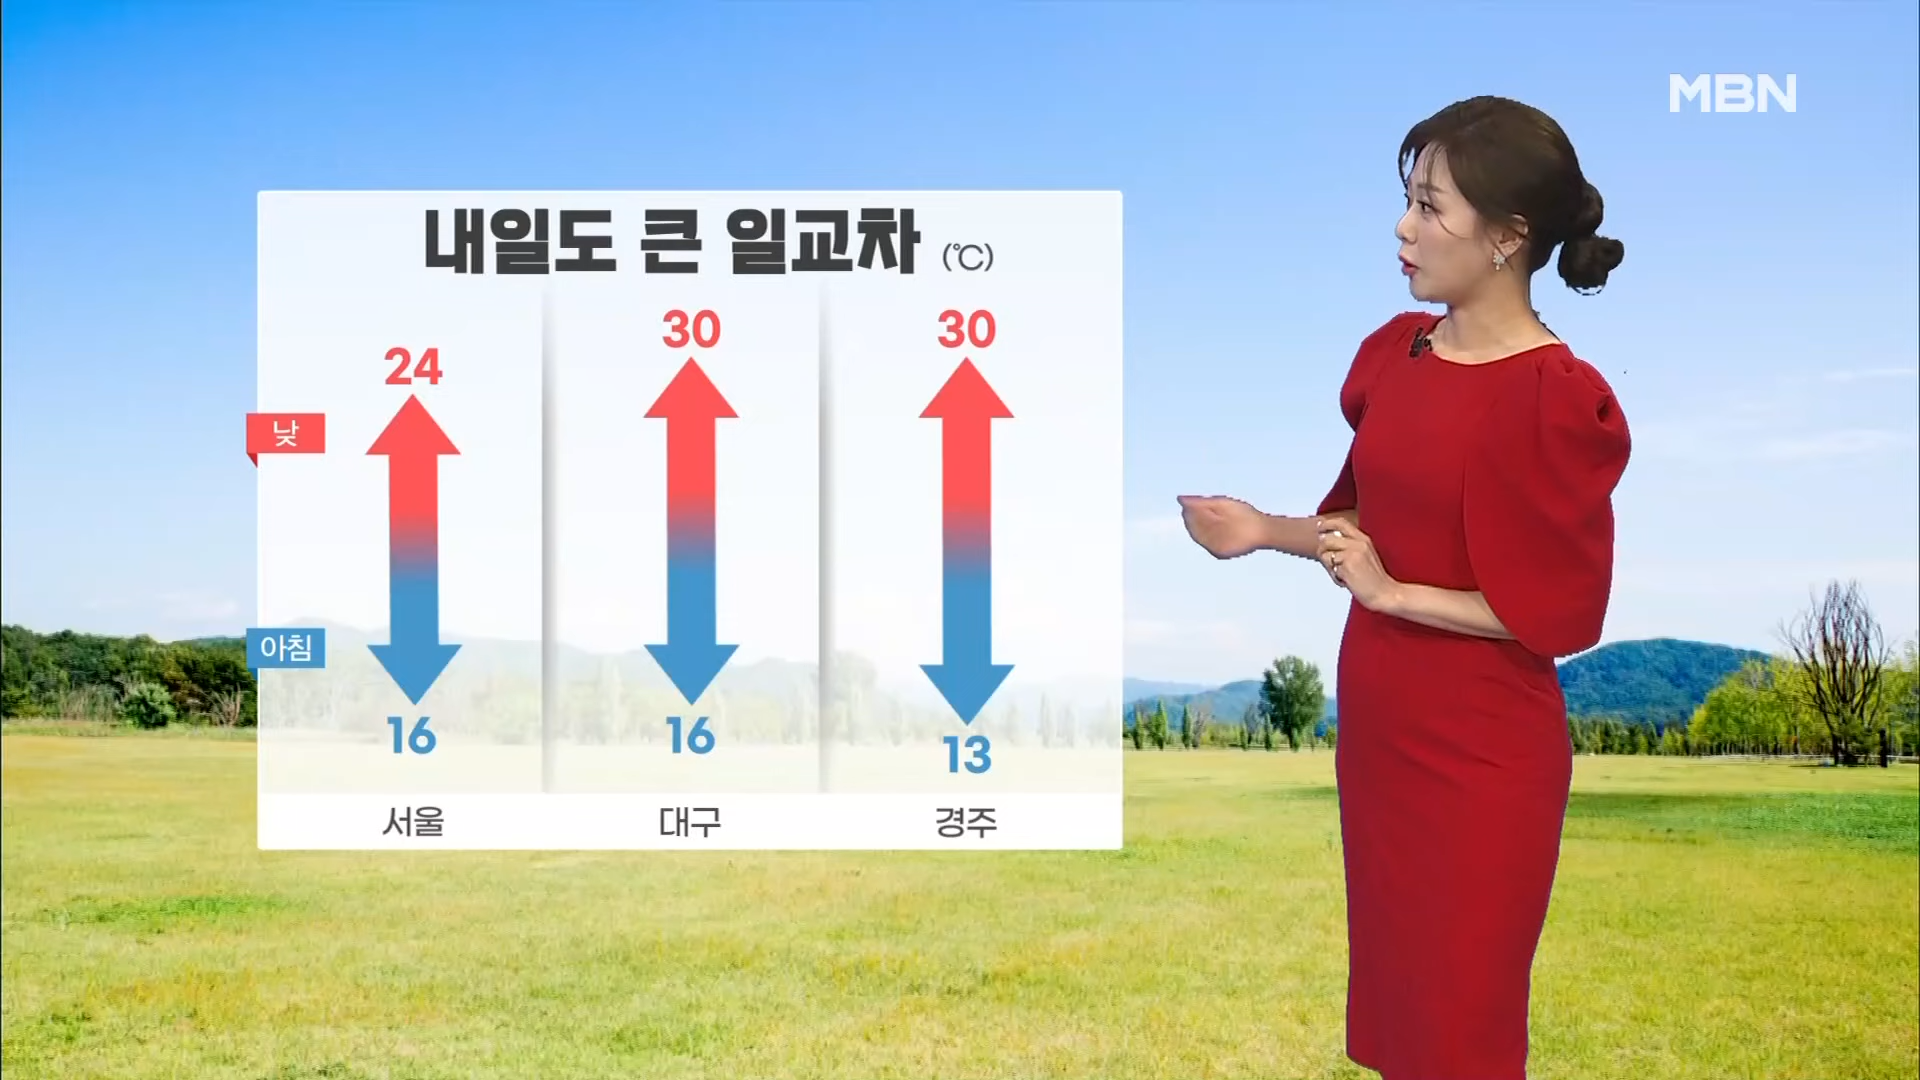 MBN
내일도 큰 일교차 (℃)
24 30 30
낮
아침
16 16 13
서울 대구 경주